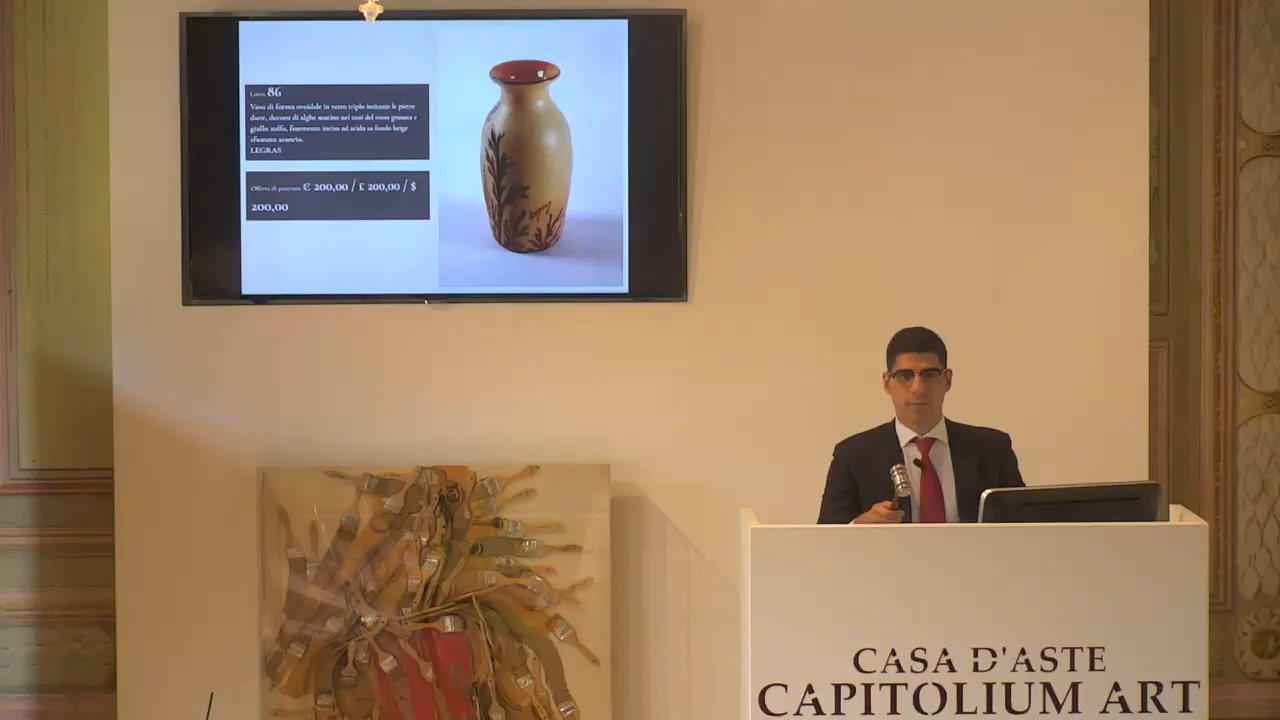 Lotto 86
Vaso di forma ovoidale in vetro triplo imitante le pietre
dure, decoro di alghe marine nei toni del rosso granata e
giallo zolfo, finemente inciso ad acido su fondo beige
sfumato arancio.
LEGRAS
Offerta di partenza € 200,00 / £ 200,00 / $
200,00
CASA D'ASTE
CAPITOLIUM ART